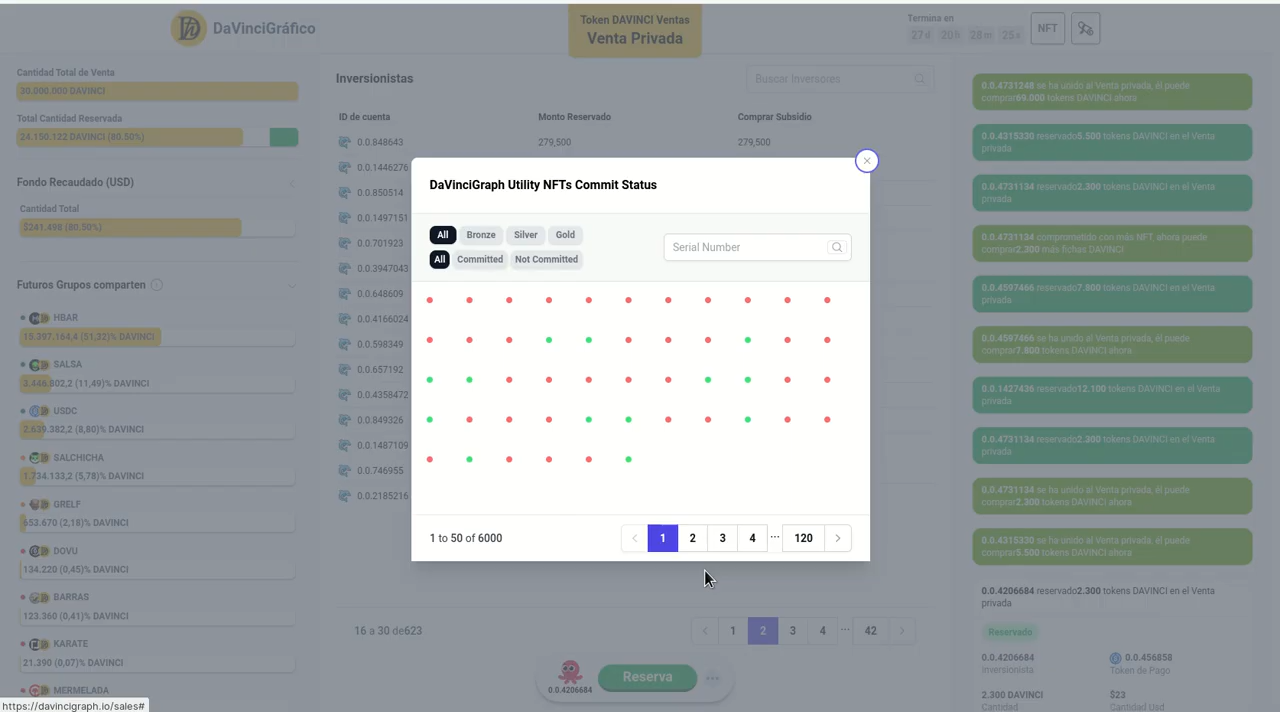 DaVinciGráfico
Token DAVINCI Ventas
Venta Privada
Termina en
27d 20h 28m 25s
NFT
Cantidad Total de Venta
30.000.000 DAVINCI
Total Cantidad Reservada
24.150.122 DAVINCI (80,50%)
Fondo Recaudado (USD)
Cantidad Total
$241.498 (80,50%)
Futuros Grupos comparten
HBAR
15.397.164,4 (51,32)% DAVINCI
SALSA
3.446.802,2 (11,49)% DAVINCI
USDC
2.639.382,2 (8,80)% DAVINCI
SALCHICHA
1.734.133,2 (5,78)% DAVINCI
GRELF
653.670 (2,18)% DAVINCI
DOVU
134.220 (0,45)% DAVINCI
BARRAS
123.360 (0,41)% DAVINCI
KARATE
21.390 (0,07)% DAVINCI
MERMELADA
https://davincigraph.io/sales#
Inversionistas
Buscar Inversores
ID de cuenta Monto Reservado Comprar Subsidio
0.0.848643 279,500 279,500
0.0.1446276
0.0.850514
0.0.1497151
0.0.701923
0.0.3947043
0.0.648609
0.0.4166024
0.0.598349
0.0.657192
0.0.4358472
0.0.849326
0.0.1487109
0.0.746955
0.0.2185216
DaVinciGraph Utility NFTs Commit Status
All Bronze Silver Gold
All Committed Not Committed
Serial Number
1 to 50 of 6000
1 2 3 4 ... 120
16 a 30 de623
1 2 3 4 ... 42
0.0.4206684
Reserva
0.0.4731248 se ha unido al Venta privada, él puede
comprar69.000 tokens DAVINCI ahora
0.0.4315330 reservado5.500 tokens DAVINCI en el Venta
privada
0.0.4731134 reservado2.300 tokens DAVINCI en el Venta
privada
0.0.4731134 comprometido con más NFT. ahora puede
comprar2.300 más fichas DAVINCI
0.0.4597466 reservado7.800 tokens DAVINCI en el Venta
privada
0.0.4597466 se ha unido al Venta privada, él puede
comprar7.800 tokens DAVINCI ahora
0.0.1427436 reservado12.100 tokens DAVINCI en el Venta
privada
0.0.4731134 reservado2.300 tokens DAVINCI en el Venta
privada
0.0.4731134 se ha unido al Venta privada, él puede
comprar2.300 tokens DAVINCI ahora
0.0.4315330 se ha unido al Venta privada, él puede
comprar5.500 tokens DAVINCI ahora
0.0.4206684 reservado2.300 tokens DAVINCI en el Venta
privada
Reservado
0.0.4206684 0.0.456858
Inversionista Token de Pago
2.300 DAVINCI $23
Cantidad Cantidad Usd